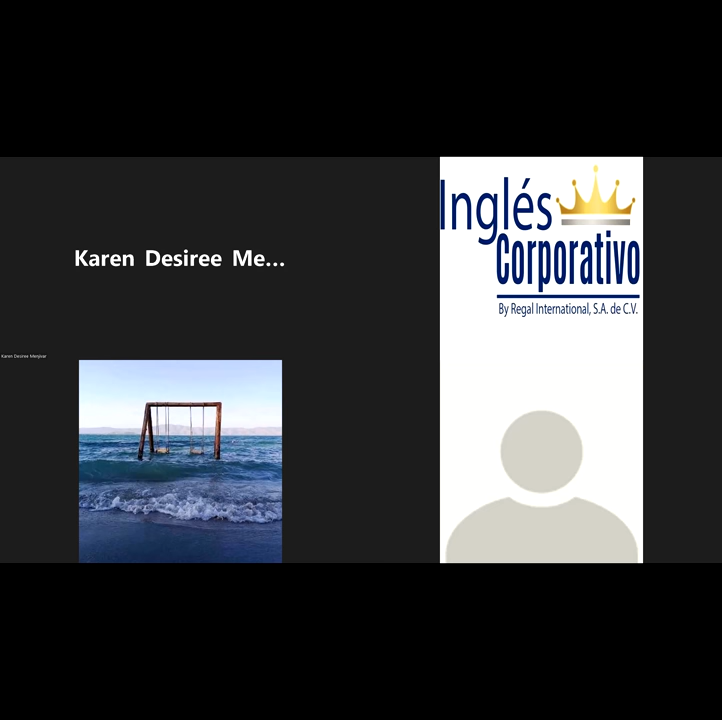 Karen Desiree Me...
Karen Desiree Menjivar
Inglés
Corporativo
By Regal International, S.A. de C.V.